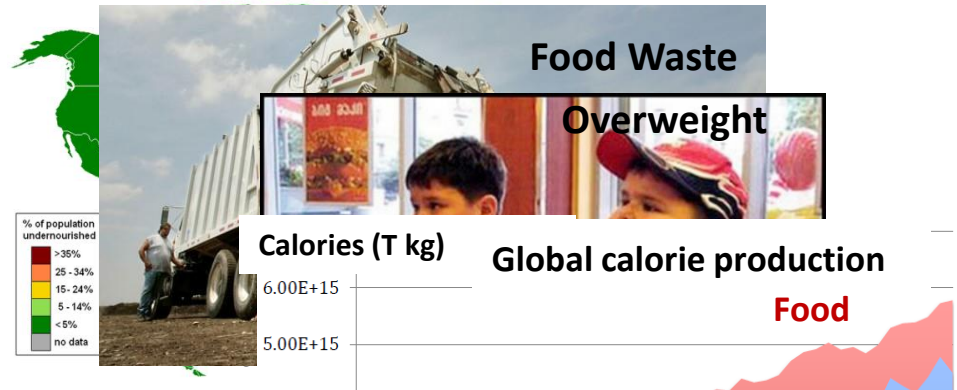 Food Waste
Overweight
% of population
undernourished
>35%
25 - 34%
15- 24%
5 - 14%
<5%
no data
Calories (T kg)
Global calorie production
6.00E+15
Food
5.00E+15